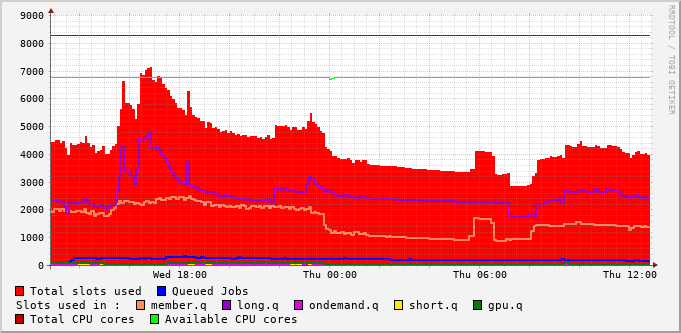 9000
8000
7000
6000
5000
4000
3000
2000
1000
0
Wed 18:00 Thu 00:00 Thu 06:00 Thu 12:00
Total slots used Queued Jobs
Slots used in : member.q long.q ondemand.q short.q gpu.q
Total CPU cores Available CPU cores
RRDTOOL / TOBI OETIKER